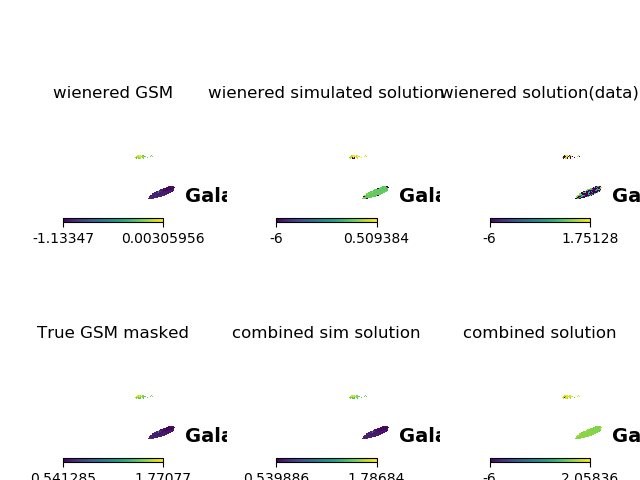 wienered GSM
wienered simulated solution
wienered solution(data)
Gala
Gala
Ga
-1.13347 0.00305956
-6 0.509384
-6 1.75128
True GSM masked
combined sim solution
combined solution
Gala
Gala
Ga
0.541285 1.77077
0.539886 1.78684
-6 2.05836